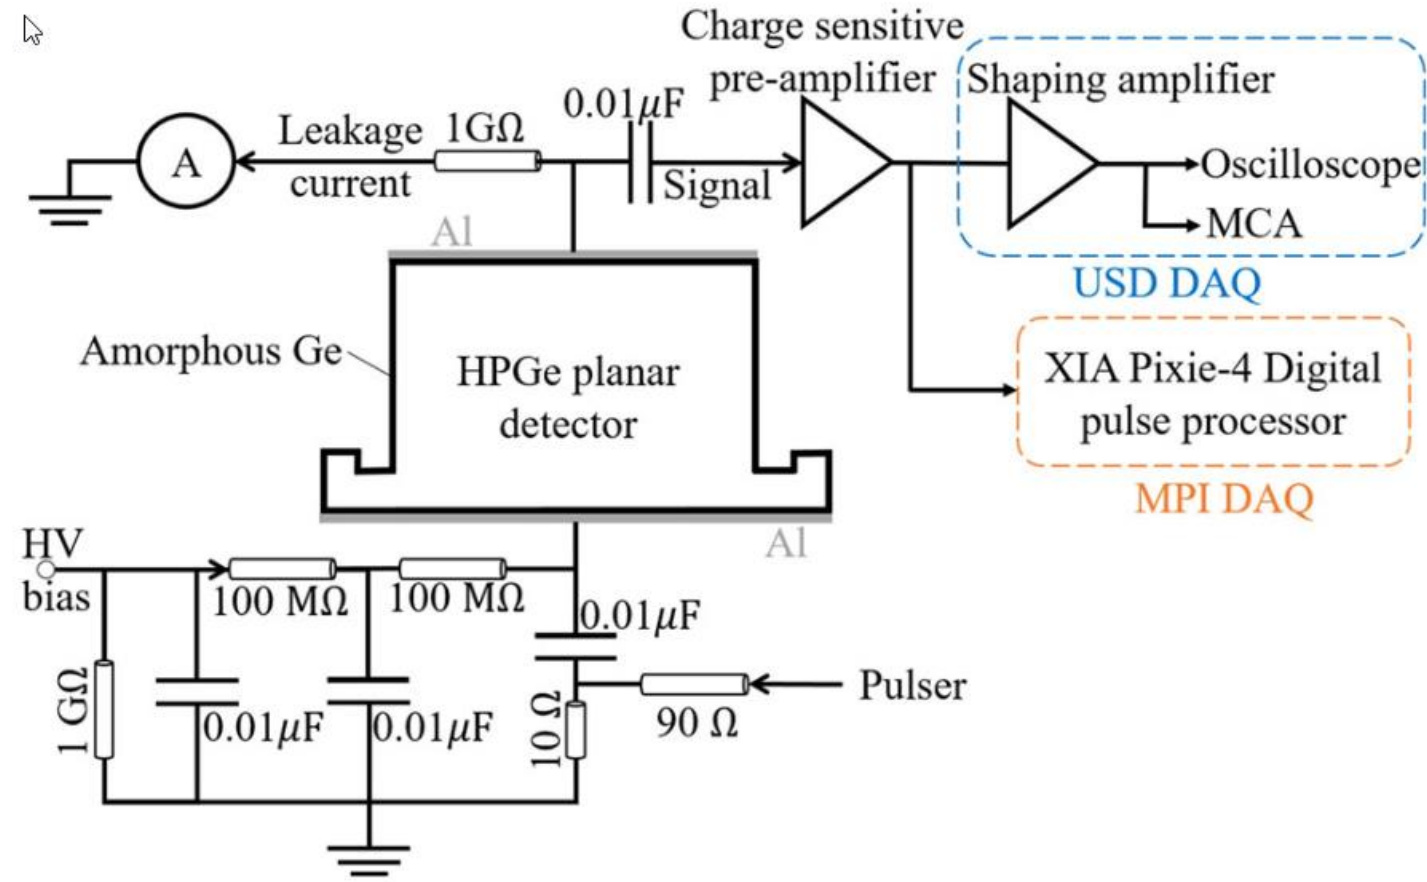 Charge sensitive
pre-amplifier
Shaping amplifier
0.01μF
Leakage
current
1GΩ
A
Signal
Oscilloscope
MCA
Al
USD DAQ
Amorphous Ge
HPGe planar
detector
XIA Pixie-4 Digital
pulse processor
MPI DAQ
Al
HV
bias
100 MΩ
100 MΩ
0.01μF
1 GΩ
0.01μF
0.01μF
10 Ω
90 Ω
Pulser